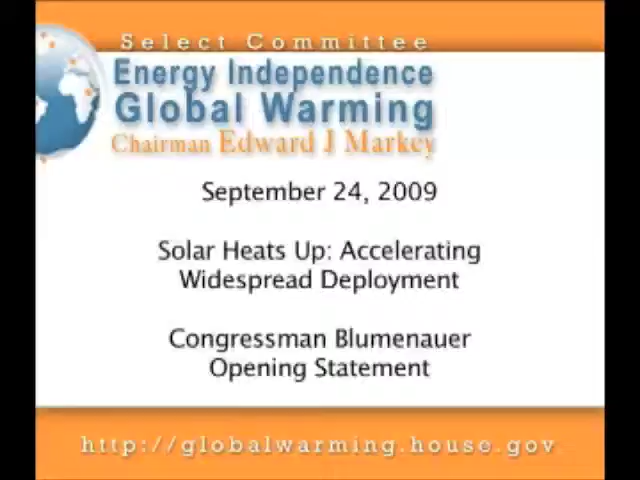 Select Committee
Energy Independence
Global Warming
Chairman Edward J Markey
September 24, 2009
Solar Heats Up: Accelerating
Widespread Deployment
Congressman Blumenauer
Opening Statement
http://globalwarming.house.gov